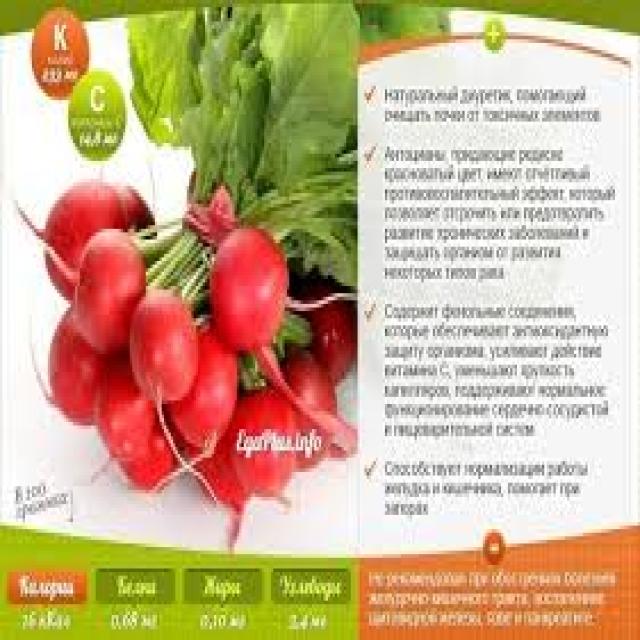 К
калий
233 мг
С
витамин С
14,8 мг
Натуральный диуретик, помогающий
очищать почки от токсичных элементов
Антоцианы, придающие редиске
красноватый цвет, имеют отчётливый
противовоспалительный эффект, который
позволяет отсрочить или предотвратить
развитие хронических заболеваний и
защищать организм от развития
некоторых типов рака
Содержит фенольные соединения,
которые обеспечивают антиоксидантную
защиту организма, усиливают действие
витамина С, уменьшают хрупкость
капилляров, поддерживают нормальное
функционирование сердечно-сосудистой
и пищеварительной систем
Способствует нормализации работы
желудка и кишечника, помогает при
запорах
EgaPlus.info
В 100
граммах
Калории
Белки
Жиры
Углеводы
16 кКал
0,68 мг
0,10 мг
3,4 мг
Не рекомендован при обострении болезней
желудочно-кишечного тракта, воспалении
щитовидной железы, зобе и панкреатите.